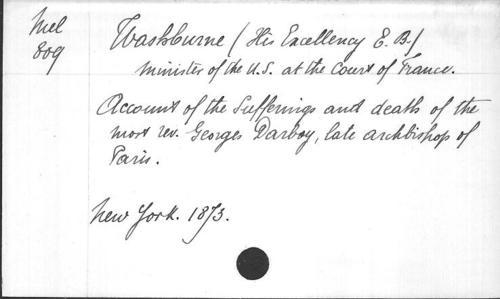 Mel
809
Washburne (His Excellency E. B.)
minister of the U.S. at the Court of France.
Account of the Sufferings and death of the
most rev. Georges Darboy, late archbishop of
Paris.
New York. 1873.